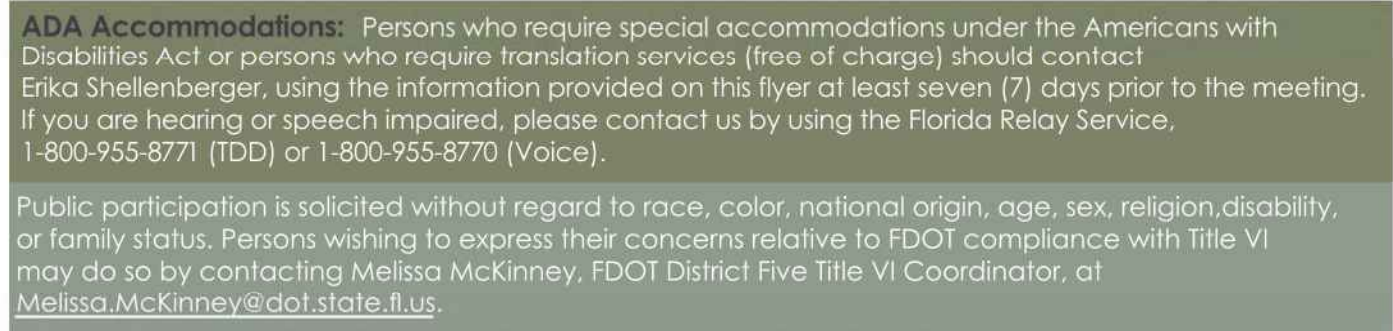 ADA Accommodations: Persons who require special accommodations under the Americans with
Disabilities Act or persons who require translation services (free of charge) should contact
Erika Shellenberger, using the information provided on this flyer at least seven (7) days prior to the meeting.
If you are hearing or speech impaired, please contact us by using the Florida Relay Service,
1-800-955-8771 (TDD) or 1-800-955-8770 (Voice).
Public participation is solicited without regard to race, color, national origin, age, sex, religion,disability,
or family status. Persons wishing to express their concerns relative to FDOT compliance with Title VI
may do so by contacting Melissa McKinney, FDOT District Five Title VI Coordinator, at
Melissa.McKinney@dot.state.fl.us.